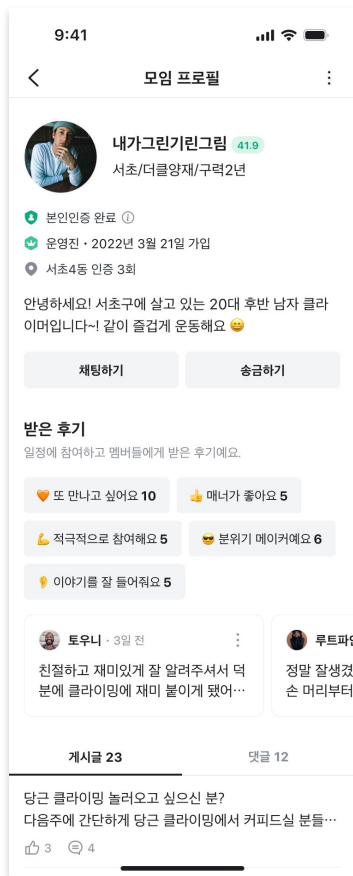 9:41
모임 프로필
내가그린기린그림 41.9
서초/더클양재/구력2년
본인인증 완료
운영진 • 2022년 3월 21일 가입
서초4동 인증 3회
안녕하세요! 서초구에 살고 있는 20대 후반 남자 클라
이머입니다~! 같이 즐겁게 운동해요 😀
채팅하기 송금하기
받은 후기
일정에 참여하고 멤버들에게 받은 후기예요.
🧡 또 만나고 싶어요 10 👍 매너가 좋아요 5
💪 적극적으로 참여해요 5 😎 분위기 메이커예요 6
👂 이야기를 잘 들어줘요 5
토우니 · 3일 전 루트파인
친절하고 재미있게 잘 알려주셔서 덕 정말 잘생겼
분에 클라이밍에 재미 붙이게 됐어… 손 머리부터
게시글 23 댓글 12
당근 클라이밍 놀러오고 싶으신 분?
다음주에 간단하게 당근 클라이밍에서 커피드실 분들…
3 4